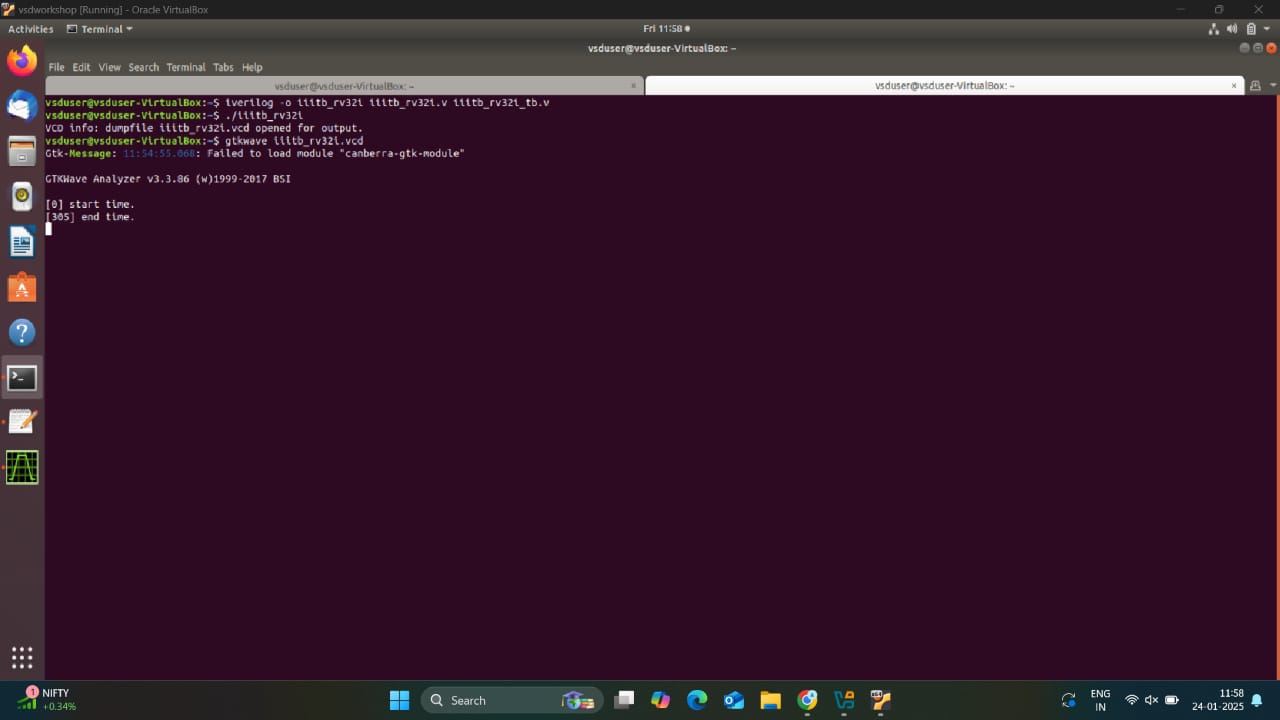 vsdworkshop [Running] - Oracle VirtualBox
Activities Terminal Fri 11:58
vsduser@vsduser-VirtualBox: ~
File Edit View Search Terminal Tabs Help
vsduser@vsduser-VirtualBox: ~ × vsduser@vsduser-VirtualBox: ~ ×
vsduser@vsduser-VirtualBox:~$ iverilog -o iiitb_rv32i iiitb_rv32i.v iiitb_rv32i_tb.v
vsduser@vsduser-VirtualBox:~$ ./iiitb_rv32i
VCD info: dumpfile iiitb_rv32i.vcd opened for output.
vsduser@vsduser-VirtualBox:~$ gtkwave iiitb_rv32i.vcd
Gtk-Message: 11:54:55.068: Failed to load module "canberra-gtk-module"
GTKWave Analyzer v3.3.86 (w)1999-2017 BSI
[0] start time.
[305] end time.
1 NIFTY
+0.34%
Search
ENG
IN
11:58
24-01-2025